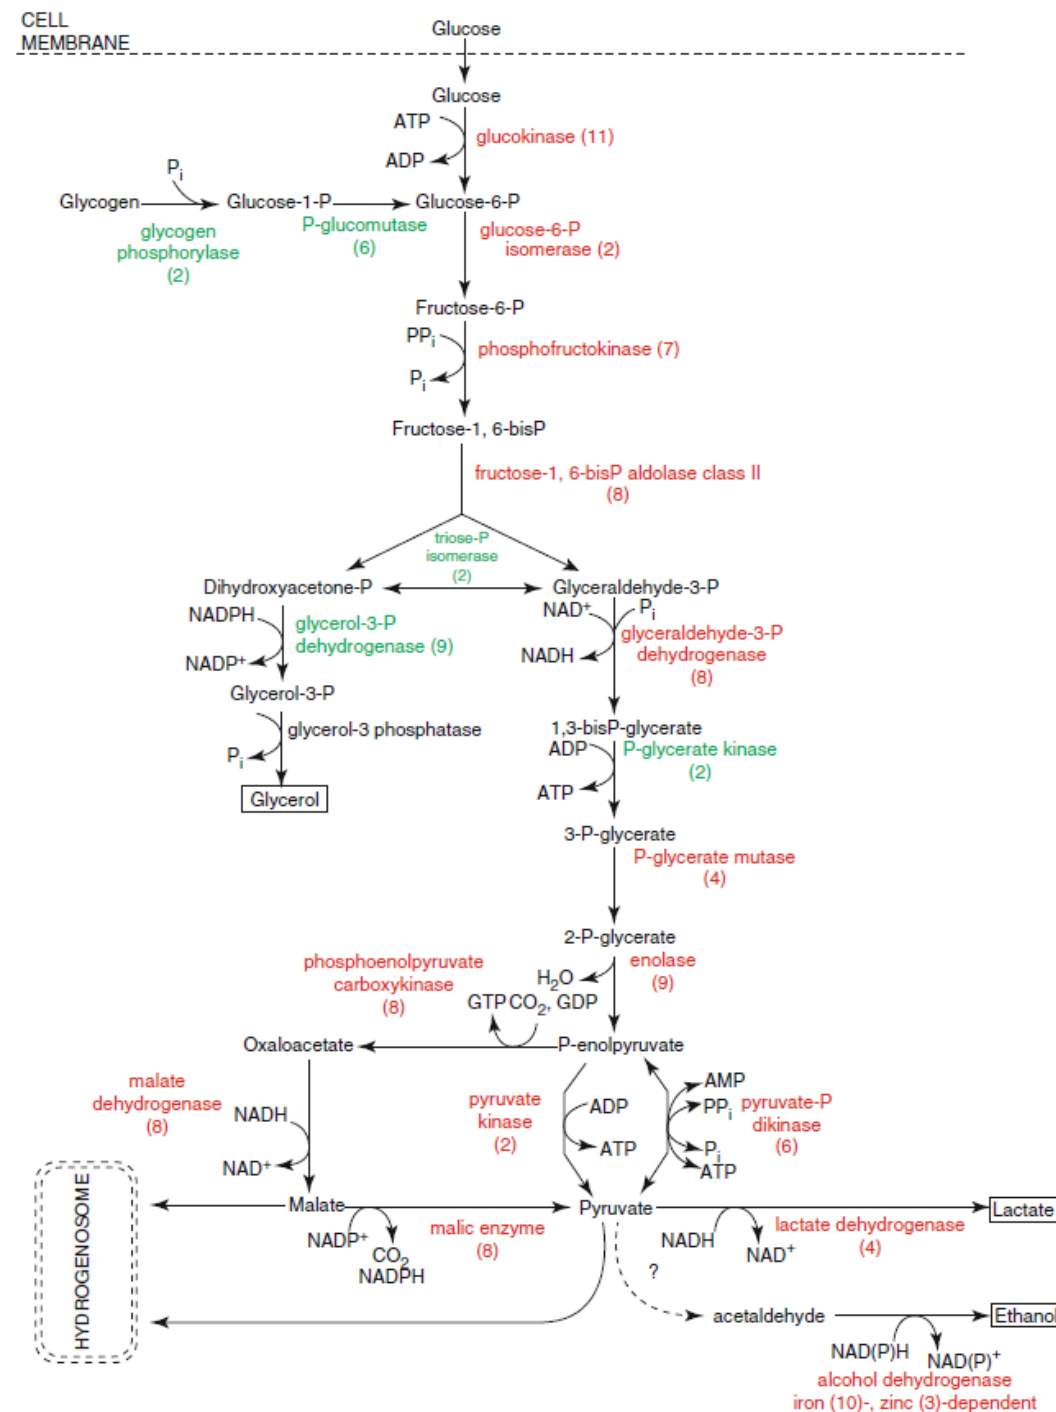 CELL
MEMBRANE
Glucose
Glucose
ATP
glucokinase (11)
ADP
Pi
Glycogen
Glucose-1-P
Glucose-6-P
glycogen
phosphorylase
(2)
P-glucomutase
(6)
glucose-6-P
isomerase (2)
Fructose-6-P
PPi
phosphofructokinase (7)
Pi
Fructose-1, 6-bisP
fructose-1, 6-bisP aldolase class II
(8)
triose-P
isomerase
(2)
Dihydroxyacetone-P
Glyceraldehyde-3-P
NADPH
glycerol-3-P
dehydrogenase (9)
NADP+
Glycerol-3-P
glycerol-3 phosphatase
Pi
Glycerol
NAD+
Pi
glyceraldehyde-3-P
dehydrogenase
(8)
NADH
1,3-bisP-glycerate
ADP
P-glycerate kinase
(2)
ATP
3-P-glycerate
P-glycerate mutase
(4)
2-P-glycerate
enolase
(9)
H2O
phosphoenolpyruvate
carboxykinase
(8)
GTP CO2, GDP
Oxaloacetate
P-enolpyruvate
malate
dehydrogenase
(8)
NADH
NAD+
pyruvate
kinase
(2)
ADP
ATP
AMP
PPi
Pi
ATP
pyruvate-P
dikinase
(6)
HYDROGENOSOME
Malate
Pyruvate
Lactate
NADP+
CO2
NADPH
malic enzyme
(8)
NADH
NAD+
lactate dehydrogenase
(4)
?
acetaldehyde
Ethanol
NAD(P)H
NAD(P)+
alcohol dehydrogenase
iron (10)-, zinc (3)-dependent